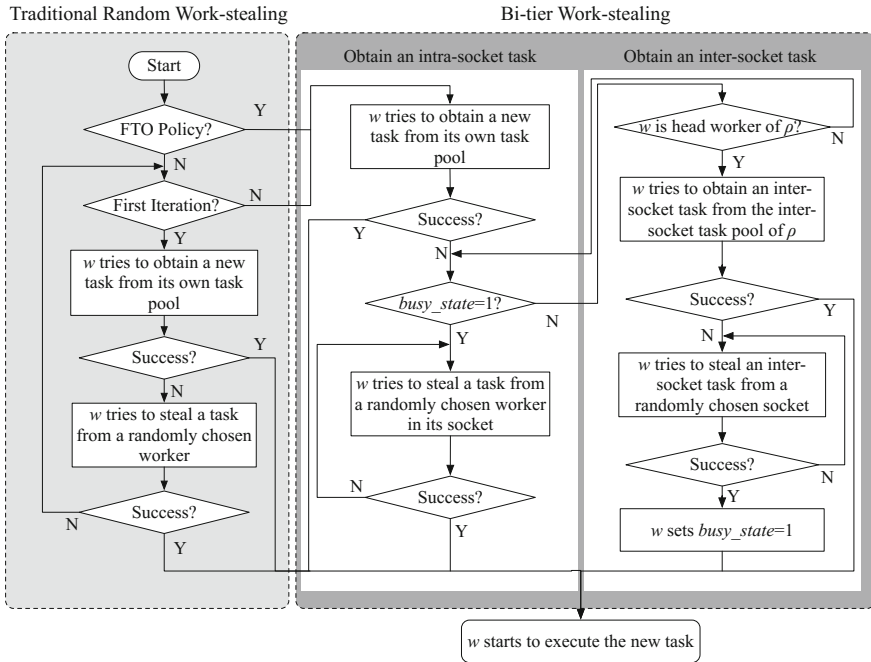 Traditional Random Work-stealing
Bi-tier Work-stealing
Start
FTO Policy?
Y
N
First Iteration?
N
Y
w tries to obtain a new
task from its own task
pool
Success?
Y
N
w tries to steal a task
from a randomly chosen
worker
Success?
N
Y
Obtain an intra-socket task
w tries to obtain a new
task from its own task
pool
Success?
Y
N
busy_state=1?
N
Y
w tries to steal a task from
a randomly chosen worker
in its socket
Success?
N
Y
Obtain an inter-socket task
w is head worker of ρ?
N
Y
w tries to obtain an inter-
socket task from the inter-
socket task pool of ρ
Success?
Y
N
w tries to steal an inter-
socket task from a
randomly chosen socket
Success?
N
Y
w sets busy_state=1
w starts to execute the new task